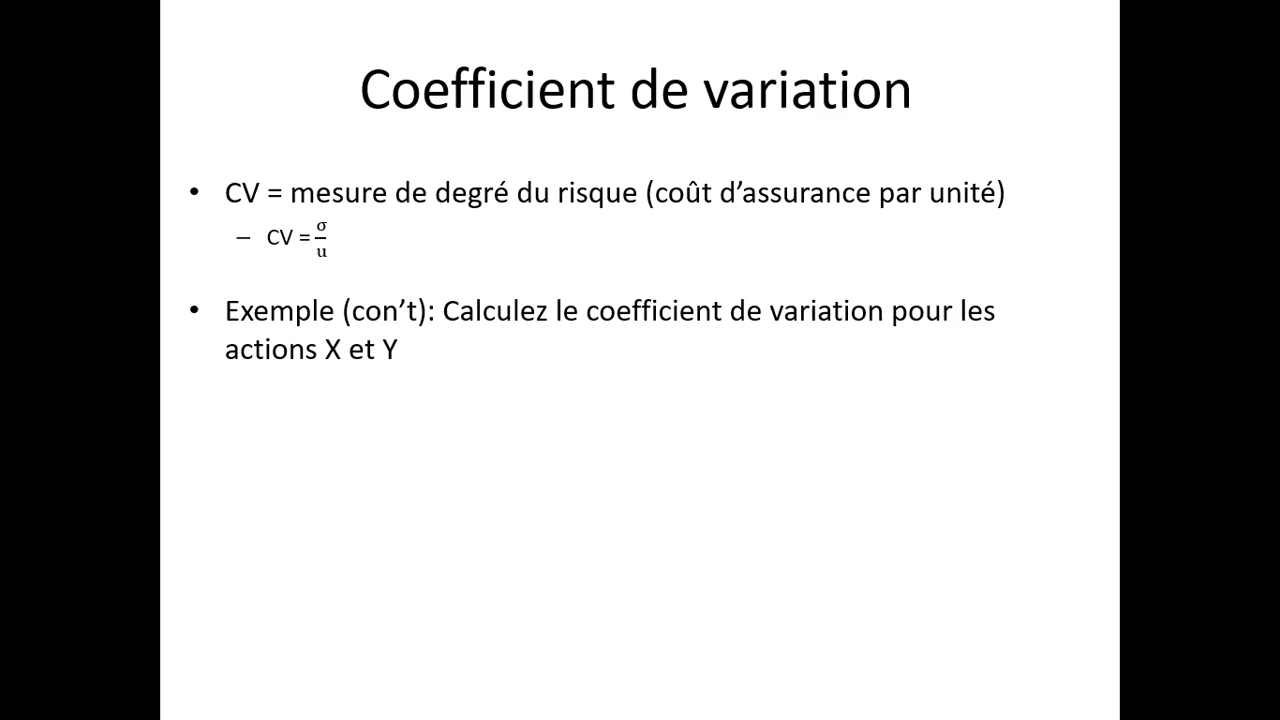 Coefficient de variation
• CV = mesure de degré du risque (coût d’assurance par unité)
– CV = σ/u
• Exemple (con’t): Calculez le coefficient de variation pour les
actions X et Y